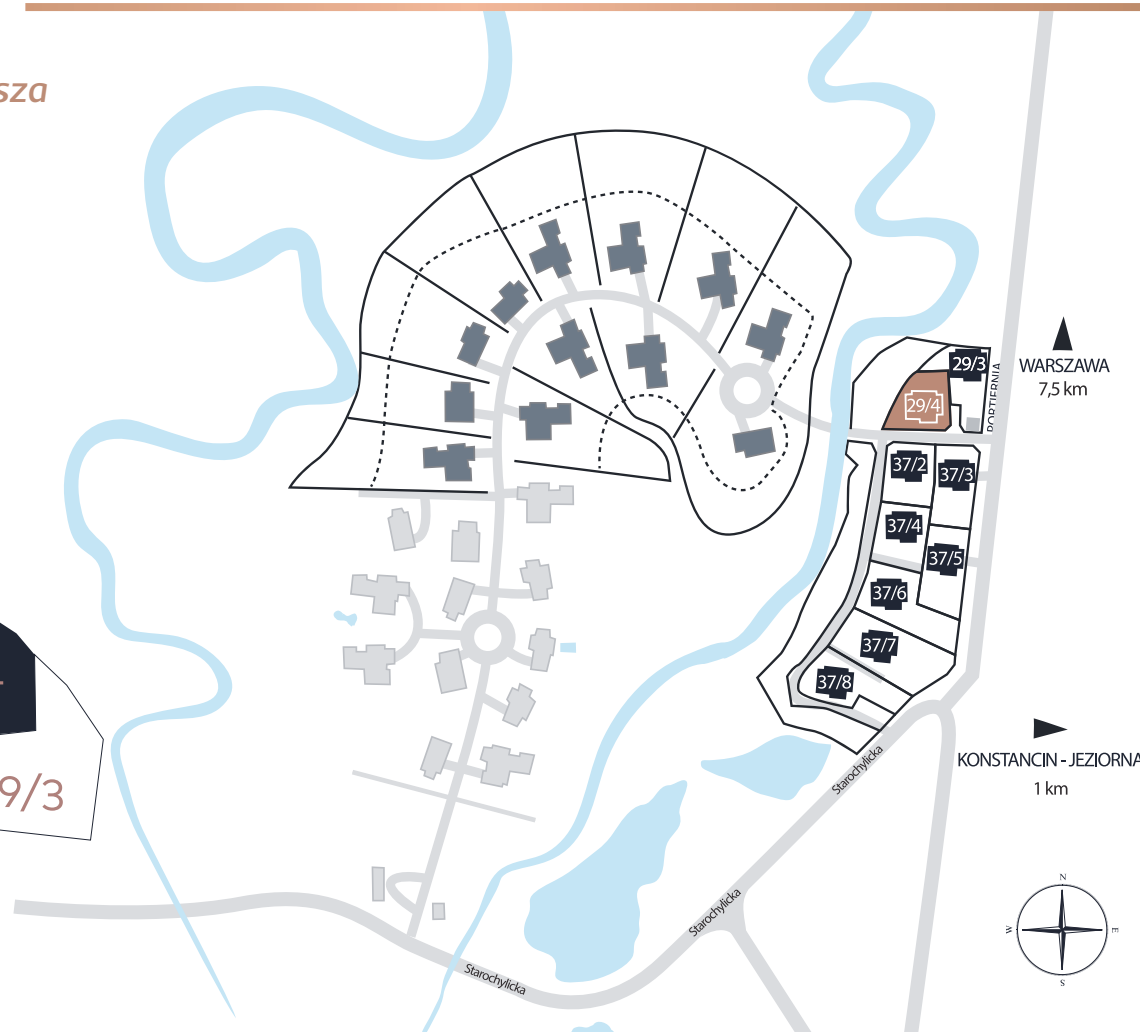 sza
29/3
WARSZAWA
7,5 km
PORTIERNIA
29/4
37/2
37/3
37/4
37/5
37/6
37/7
37/8
9/3
Starochylicka
KONSTANCIN - JEZIORNA
1 km
N
W
E
S
Starochylicka
Starochylicka